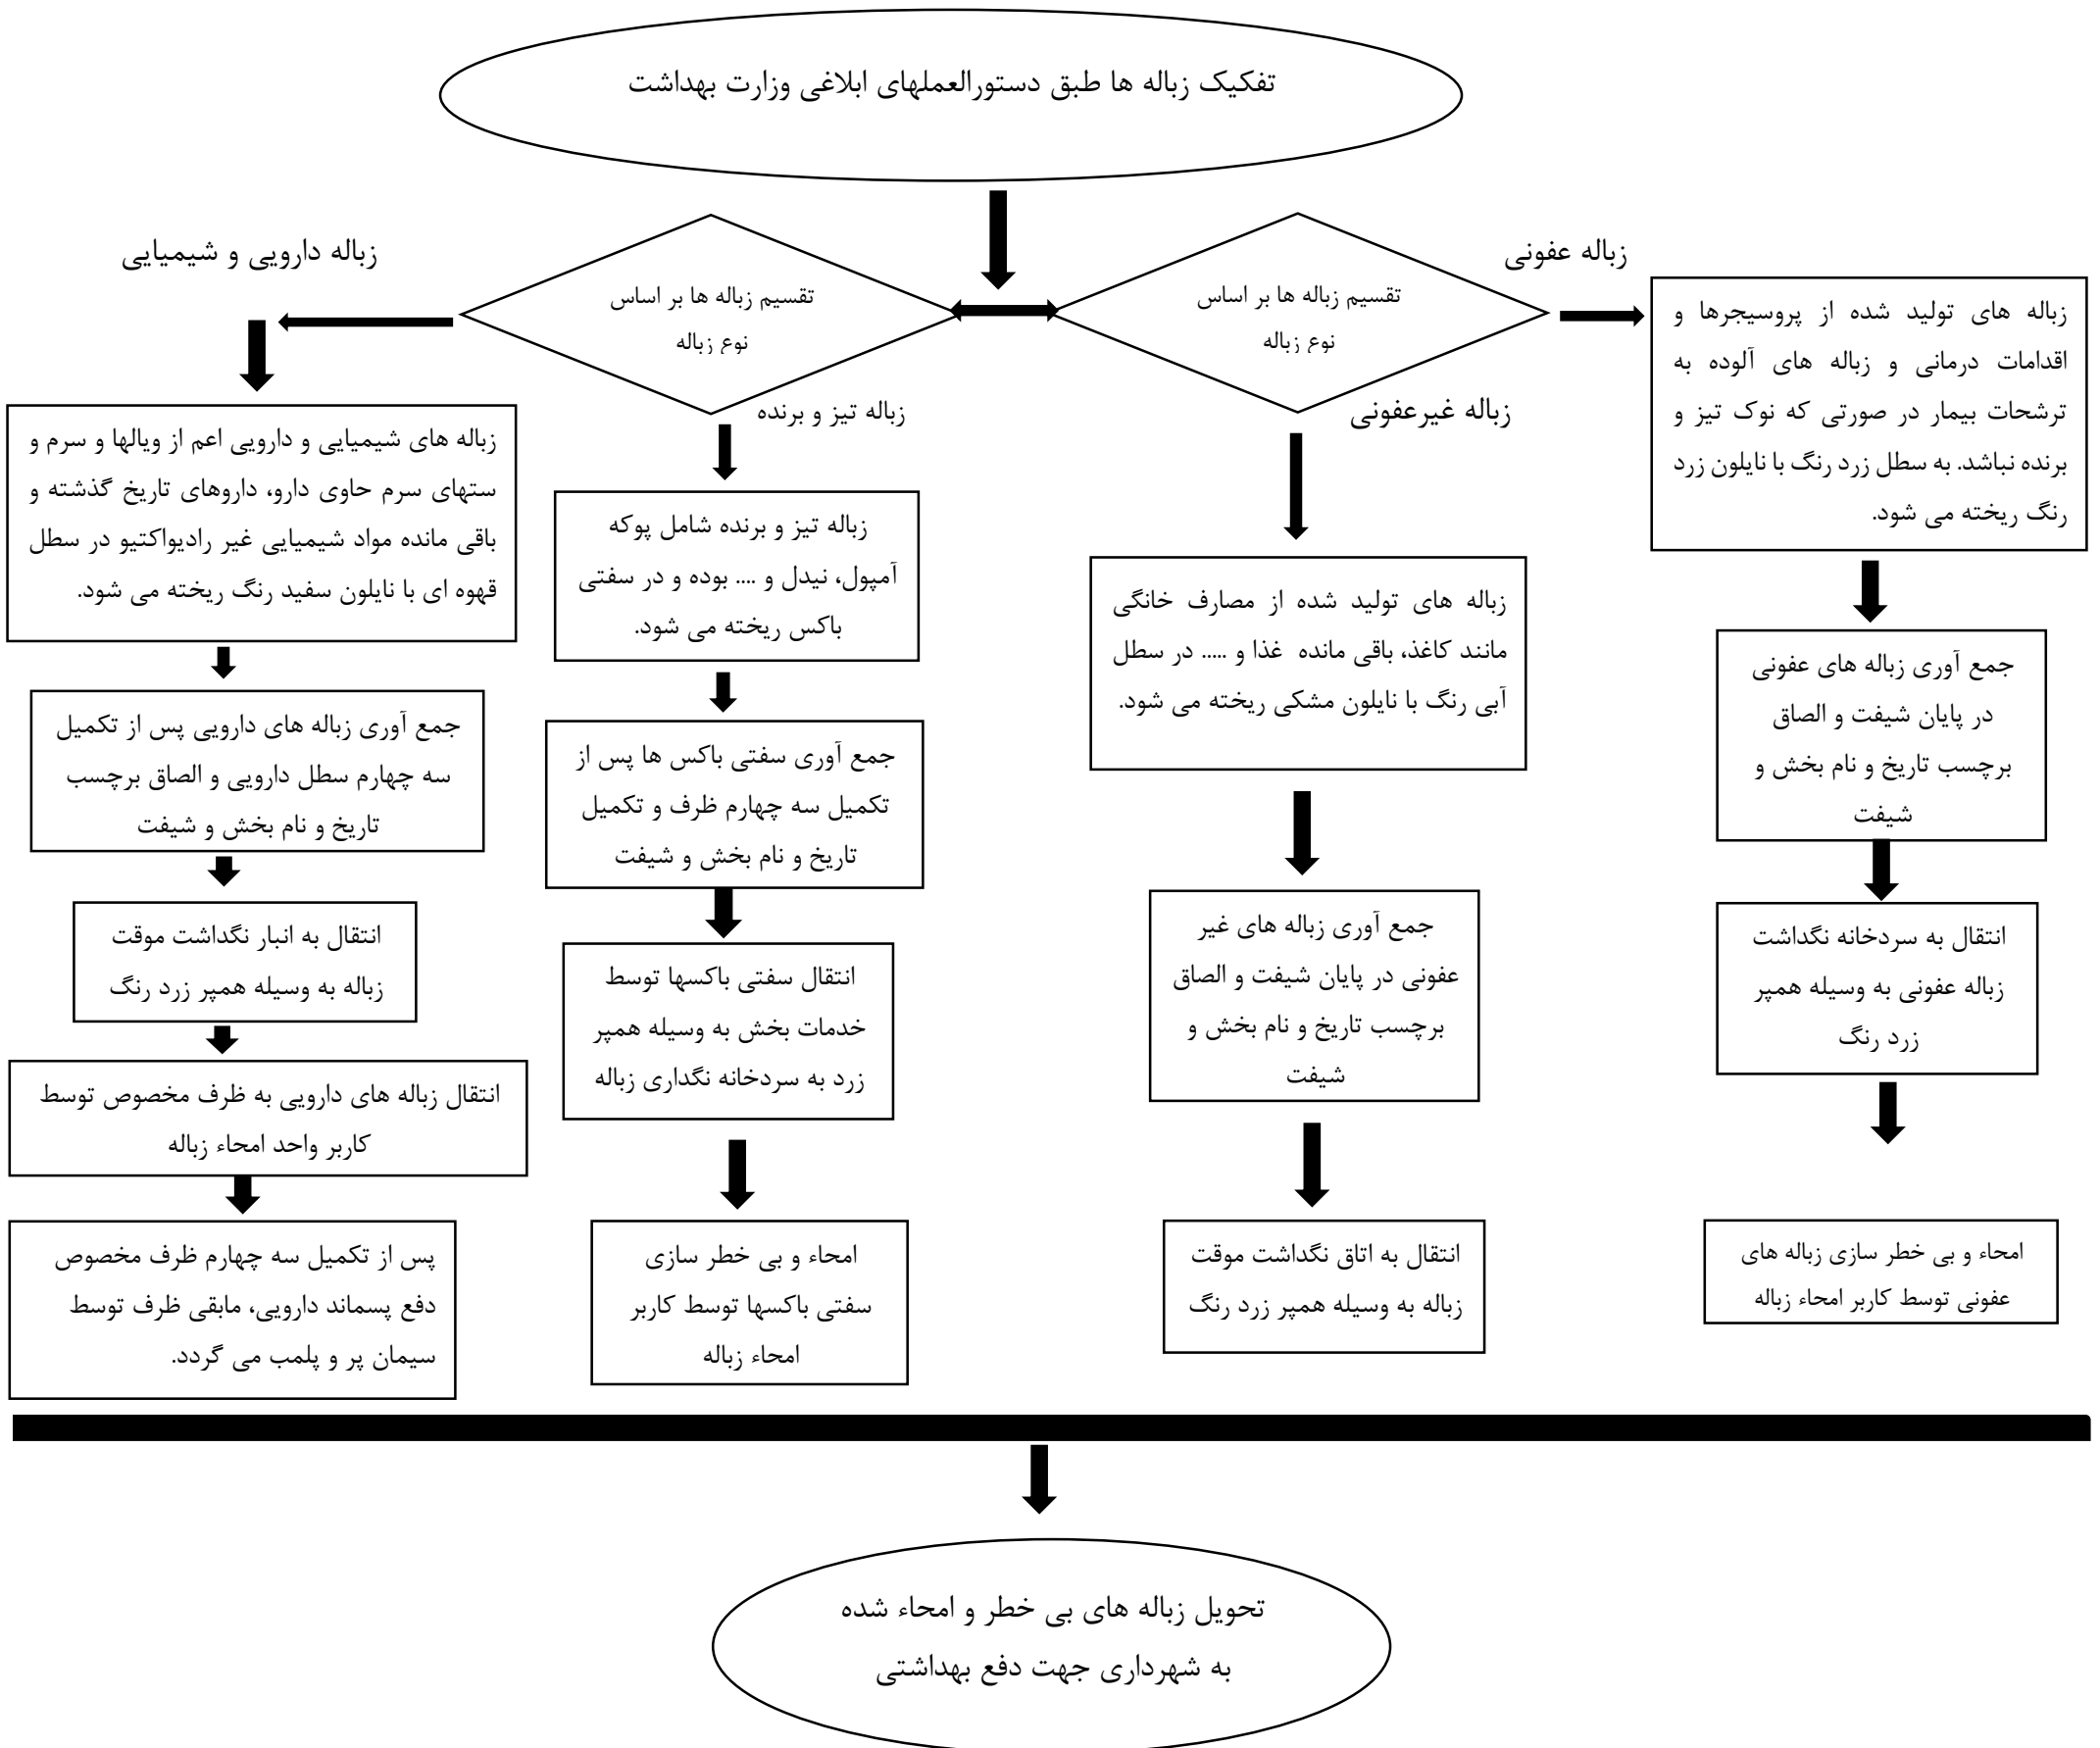 تفکیک زباله ها طبق دستورالعملهای ابلاغی وزارت بهداشت
زباله عفونی
تقسیم زباله ها بر اساس
نوع زباله
تقسیم زباله ها بر اساس
نوع زباله
زباله دارویی و شیمیایی
زباله غیرعفونی
زباله تیز و برنده
زباله های تولید شده از پروسیجرها و
اقدامات درمانی و زباله های آلوده به
ترشحات بیمار در صورتی که نوک تیز و
برنده نباشد. به سطل زرد رنگ با نایلون زرد
رنگ ریخته می شود.
جمع آوری زباله های عفونی
در پایان شیفت و الصاق
برچسب تاریخ و نام بخش و
شیفت
انتقال به سردخانه نگداشت
زباله عفونی به وسیله همپر
زرد رنگ
امحاء و بی خطر سازی زباله های
عفونی توسط کاربر امحاء زباله
زباله های تولید شده از مصارف خانگی
مانند کاغذ، باقی مانده غذا و ..... در سطل
آبی رنگ با نایلون مشکی ریخته می شود.
جمع آوری زباله های غیر
عفونی در پایان شیفت و الصاق
برچسب تاریخ و نام بخش و
شیفت
انتقال به اتاق نگداشت موقت
زباله به وسیله همپر زرد رنگ
زباله تیز و برنده شامل پوکه
آمپول، نیدل و .... بوده و در سفتی
باکس ریخته می شود.
جمع آوری سفتی باکس ها پس از
تکمیل سه چهارم ظرف و تکمیل
تاریخ و نام بخش و شیفت
انتقال سفتی باکسها توسط
خدمات بخش به وسیله همپر
زرد به سردخانه نگداری زباله
امحاء و بی خطر سازی
سفتی باکسها توسط کاربر
امحاء زباله
زباله های شیمیایی و دارویی اعم از ویالها و سرم و
ستهای سرم حاوی دارو، داروهای تاریخ گذشته و
باقی مانده مواد شیمیایی غیر رادیواکتیو در سطل
قهوه ای با نایلون سفید رنگ ریخته می شود.
جمع آوری زباله های دارویی پس از تکمیل
سه چهارم سطل دارویی و الصاق برچسب
تاریخ و نام بخش و شیفت
انتقال به انبار نگداشت موقت
زباله به وسیله همپر زرد رنگ
انتقال زباله های دارویی به ظرف مخصوص توسط
کاربر واحد امحاء زباله
پس از تکمیل سه چهارم ظرف مخصوص
دفع پسماند دارویی، مابقی ظرف توسط
سیمان پر و پلمب می گردد.
تحویل زباله های بی خطر و امحاء شده
به شهرداری جهت دفع بهداشتی